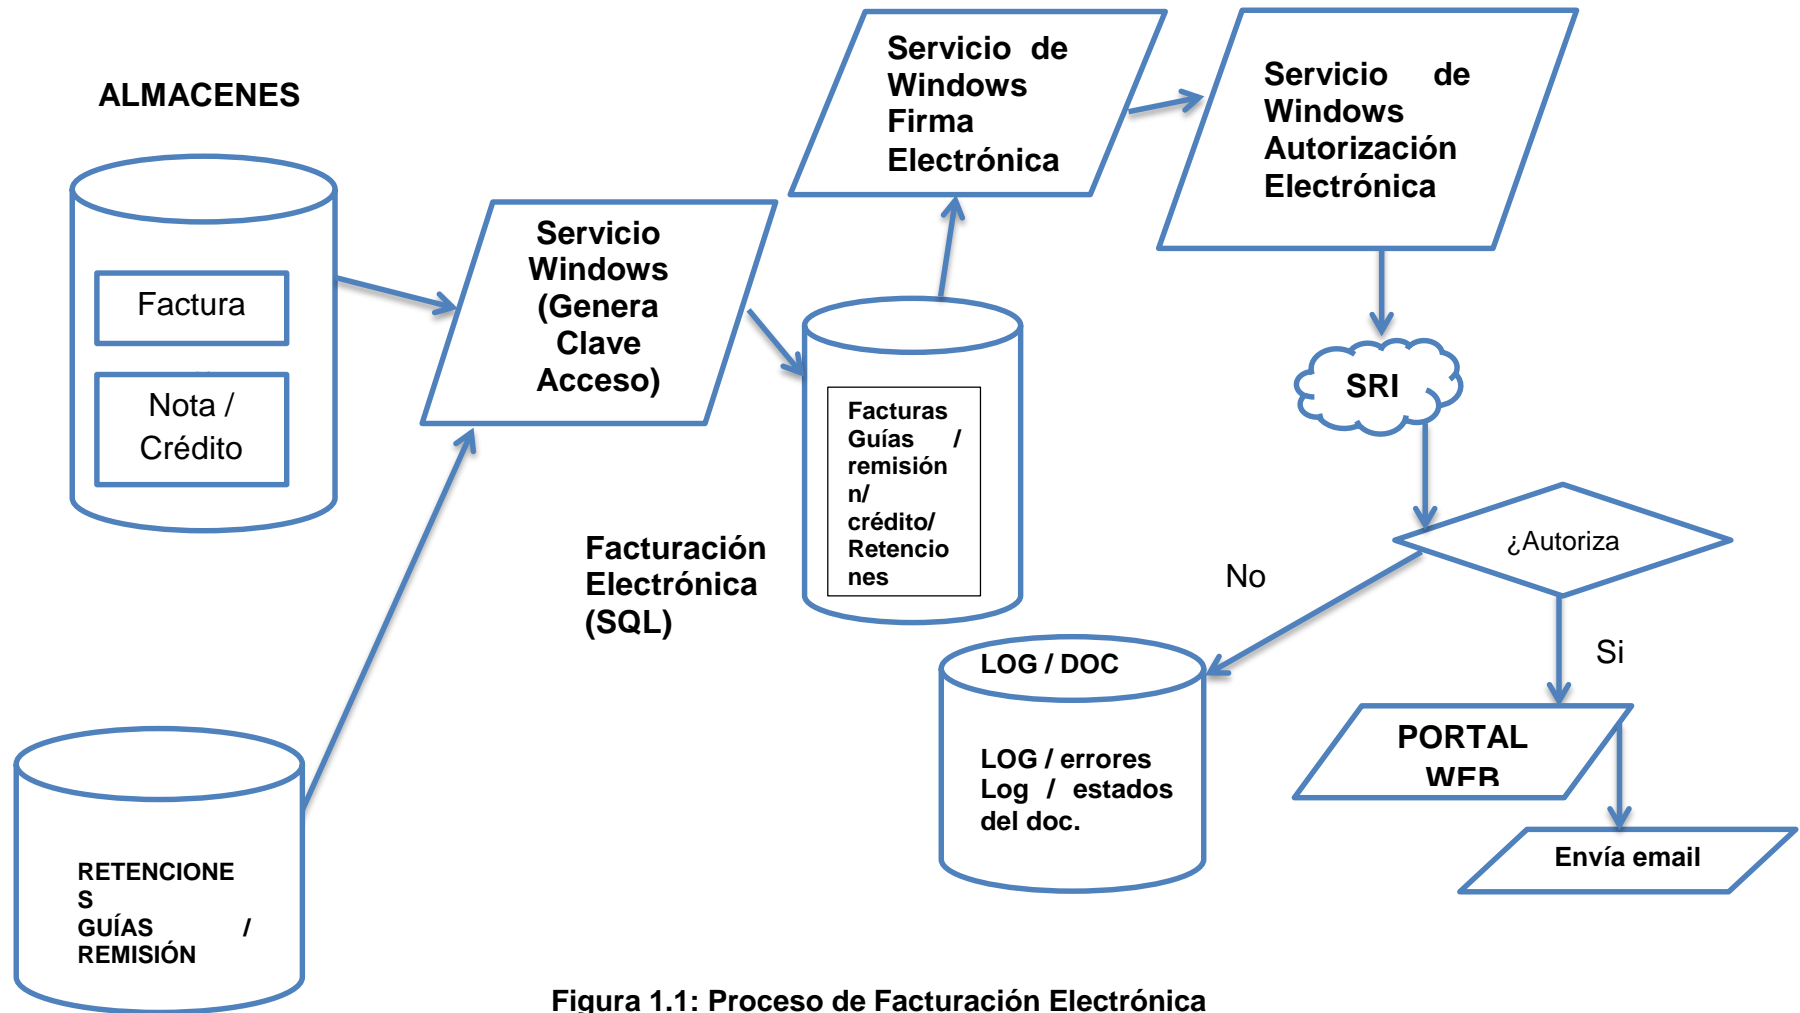 ALMACENES
Factura
Nota /
Crédito
RETENCIONE
S
GUÍAS /
REMISIÓN
Servicio
Windows
(Genera
Clave
Acceso)
Facturación
Electrónica
(SQL)
Facturas
Guías /
remisión
n/
crédito/
Retencio
nes
Servicio de
Windows
Firma
Electrónica
Servicio de
Windows
Autorización
Electrónica
SRI
¿Autoriza
No
Si
LOG / DOC
LOG / errores
Log / estados
del doc.
PORTAL
WEB
Envía email
Figura 1.1: Proceso de Facturación Electrónica